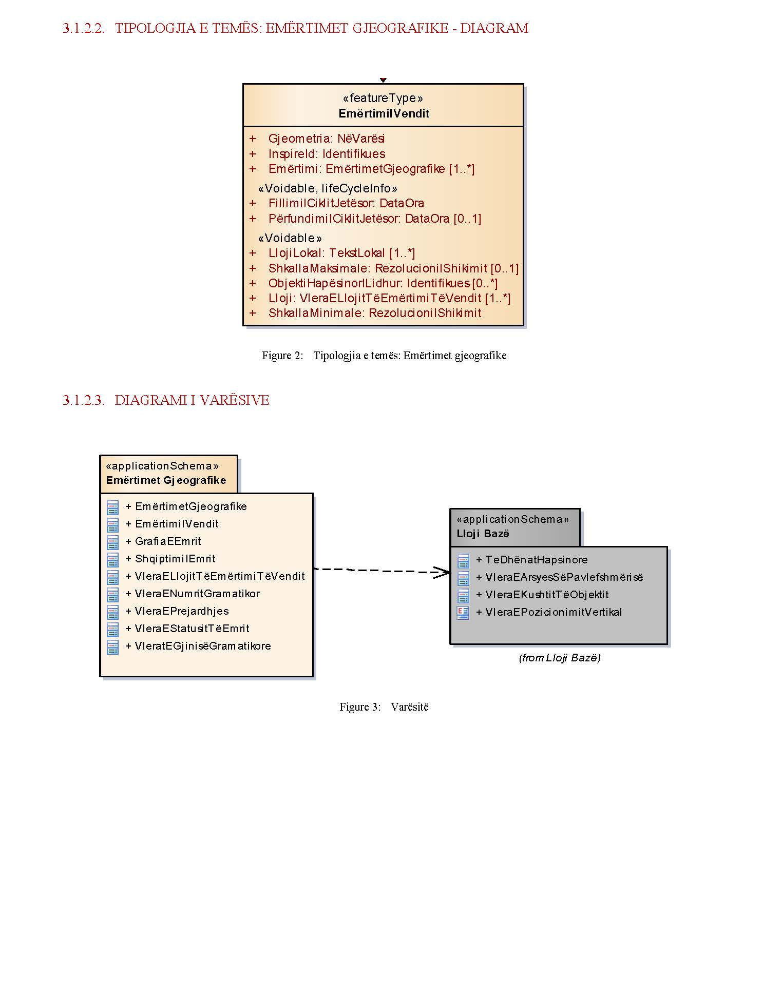 3.1.2.2. TIPOLOGJIA E TEMËS: EMËRTIMET GJEOGRAFIKE - DIAGRAM
«featureType»
EmërtimiIVendit
+ Gjeometria: NëVarësi
+ InspireId: Identifikues
+ Emërtimi: EmërtimetGjeografike [1..*]
«Voidable, lifeCycleInfo»
+ FillimiICiklitJetësor: DataOra
+ PërfundimiICiklitJetësor: DataOra [0..1]
«Voidable»
+ LlojiLokal: TekstLokal [1..*]
+ ShkallaMaksimale: RezolucioniIShikimit [0..1]
+ ObjektiHapësinorILidhur: Identifikues [0..*]
+ Lloji: VleraELlojitTëEmërtimiTëVendit [1..*]
+ ShkallaMinimale: RezolucioniIShikimit
Figure 2: Tipologjia e temës: Emërtimet gjeografike
3.1.2.3. DIAGRAMI I VARËSIVE
«applicationSchema»
Emërtimet Gjeografike
+ EmërtimetGjeografike
+ EmërtimiIVendit
+ GrafiaEEmrit
+ ShqiptimiIEmrit
+ VleraELlojitTëEmërtimiTëVendit
+ VleraENumritGramatikor
+ VleraEPrejardhjes
+ VleraEStatusitTëEmrit
+ VleratEGjinisëGramatikore
«applicationSchema»
Lloji Bazë
+ TeDhënatHapsinore
+ VleraEArsyesSëPavlefshmërisë
+ VleraEKushtitTëObjektit
+ VleraEPozicionimitVertikal
(from Lloji Bazë)
Figure 3: Varësitë